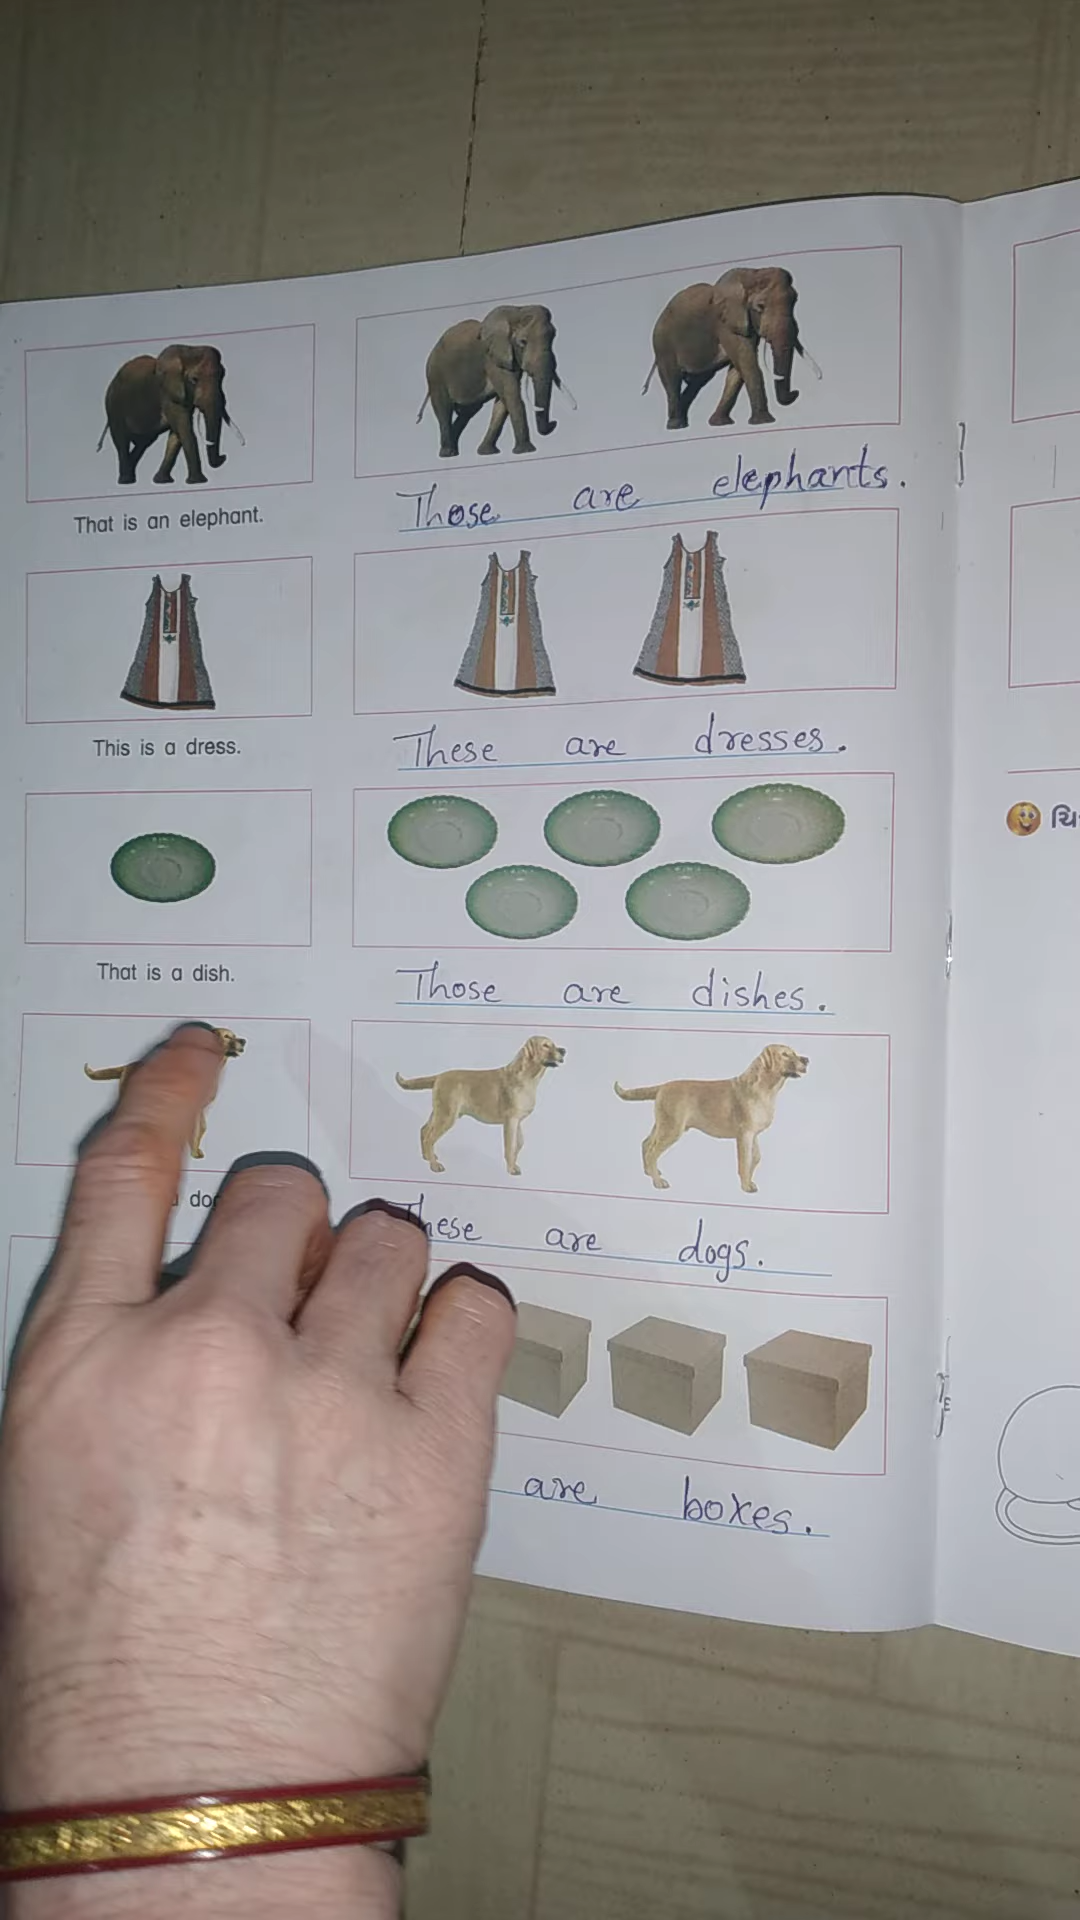 That is an elephant.
Those are elephants.
This is a dress.
These are dresses.
That is a dish.
Those are dishes.
These are dogs.
are boxes.